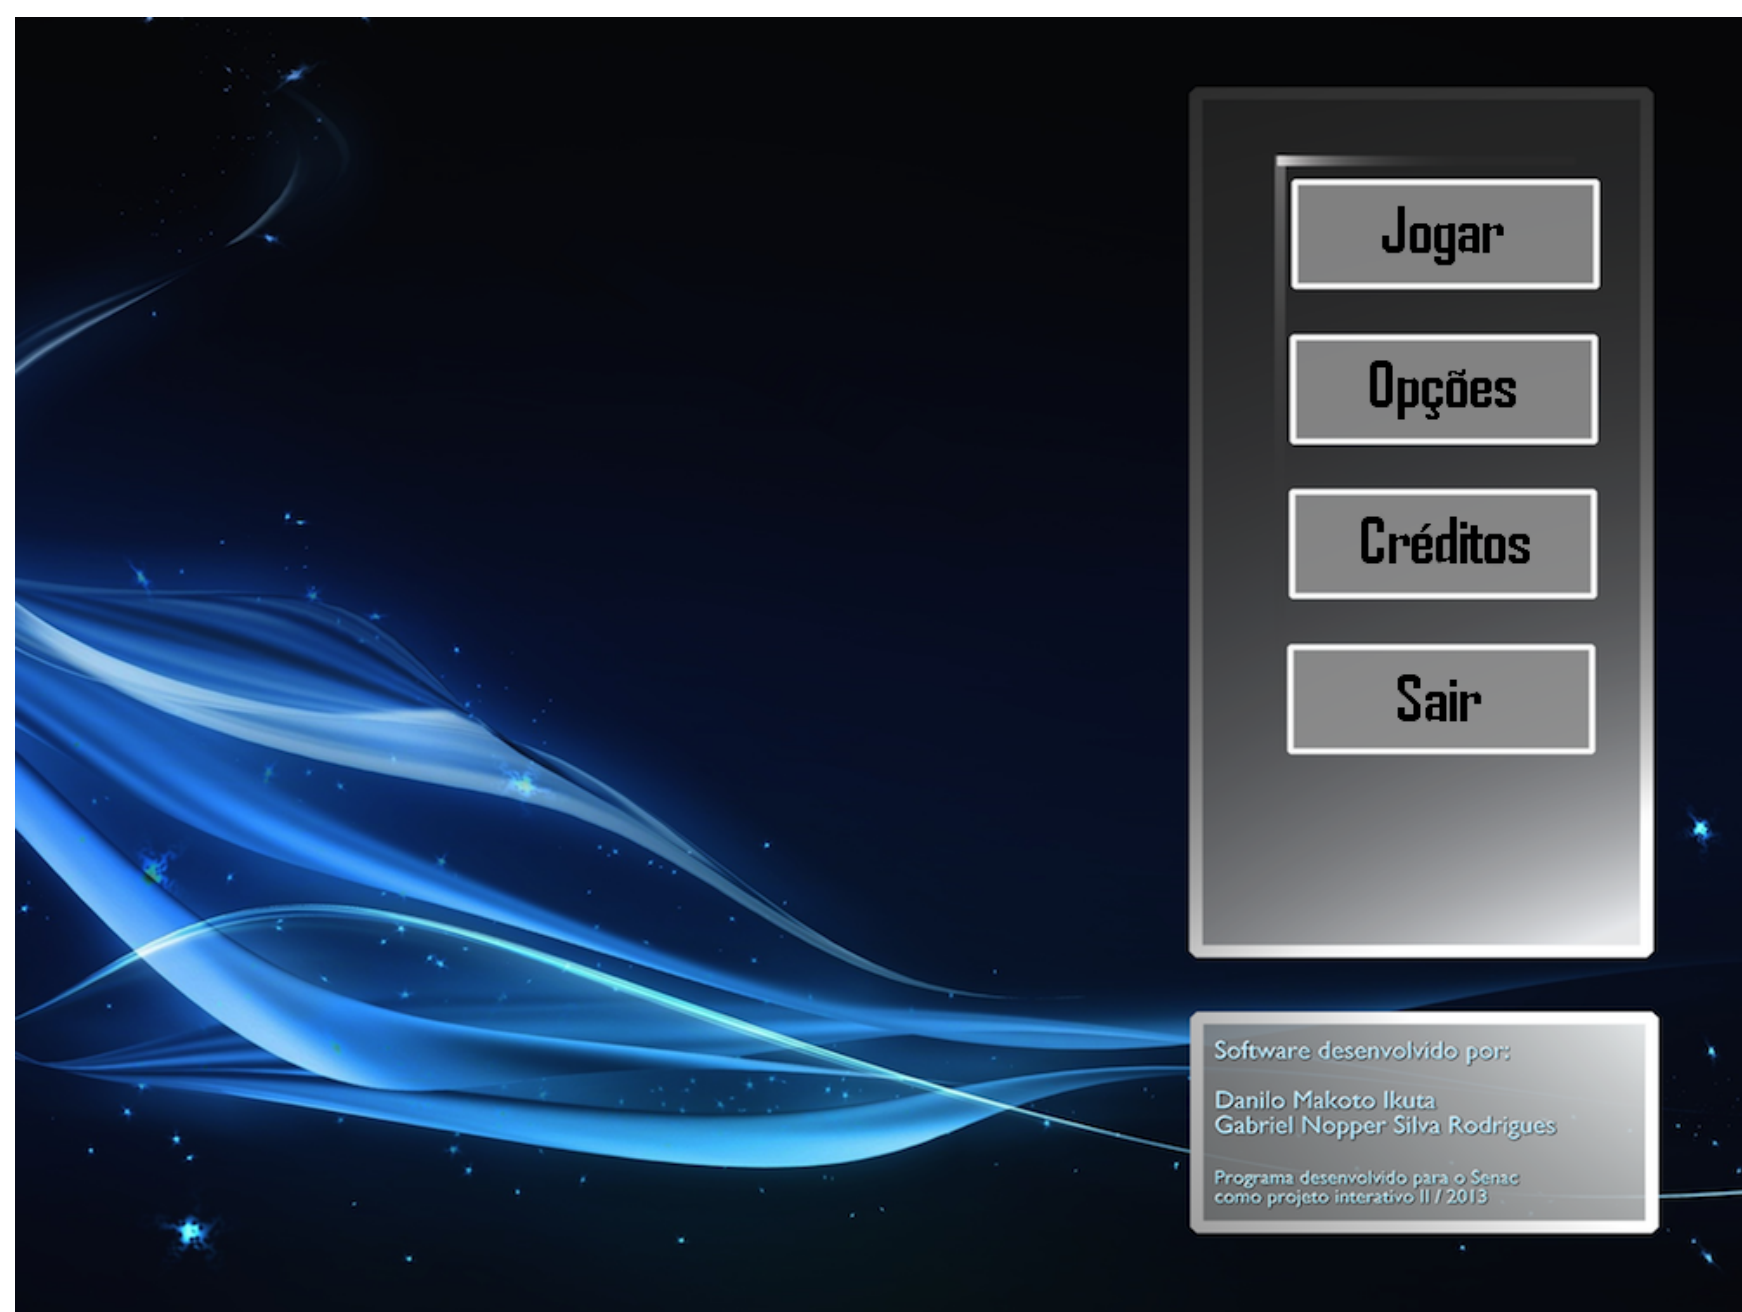 Jogar
Opções
Créditos
Sair
Software desenvolvido por:
Danilo Makoto Ikuta
Gabriel Nopper Silva Rodrigues
Programa desenvolvido para o Senac
como projeto interativo II / 2013